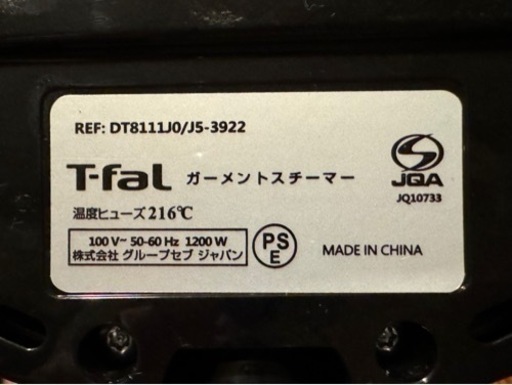 REF: DT8111J0/J5-3922
T-faL ガーメントスチーマー
温度ヒューズ216℃
100 V~ 50-60 Hz 1200 W
株式会社 グループセブ ジャパン
PS
E
MADE IN CHINA
S
JQA
JQ10733